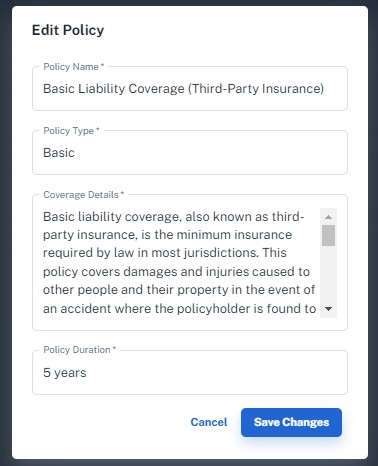 Edit Policy
Policy Name *
Basic Liability Coverage (Third-Party Insurance)
Policy Type *
Basic
Coverage Details *
Basic liability coverage, also known as third-
party insurance, is the minimum insurance
required by law in most jurisdictions. This
policy covers damages and injuries caused to
other people and their property in the event of
an accident where the policyholder is found to
Policy Duration *
5 years
Cancel
Save Changes